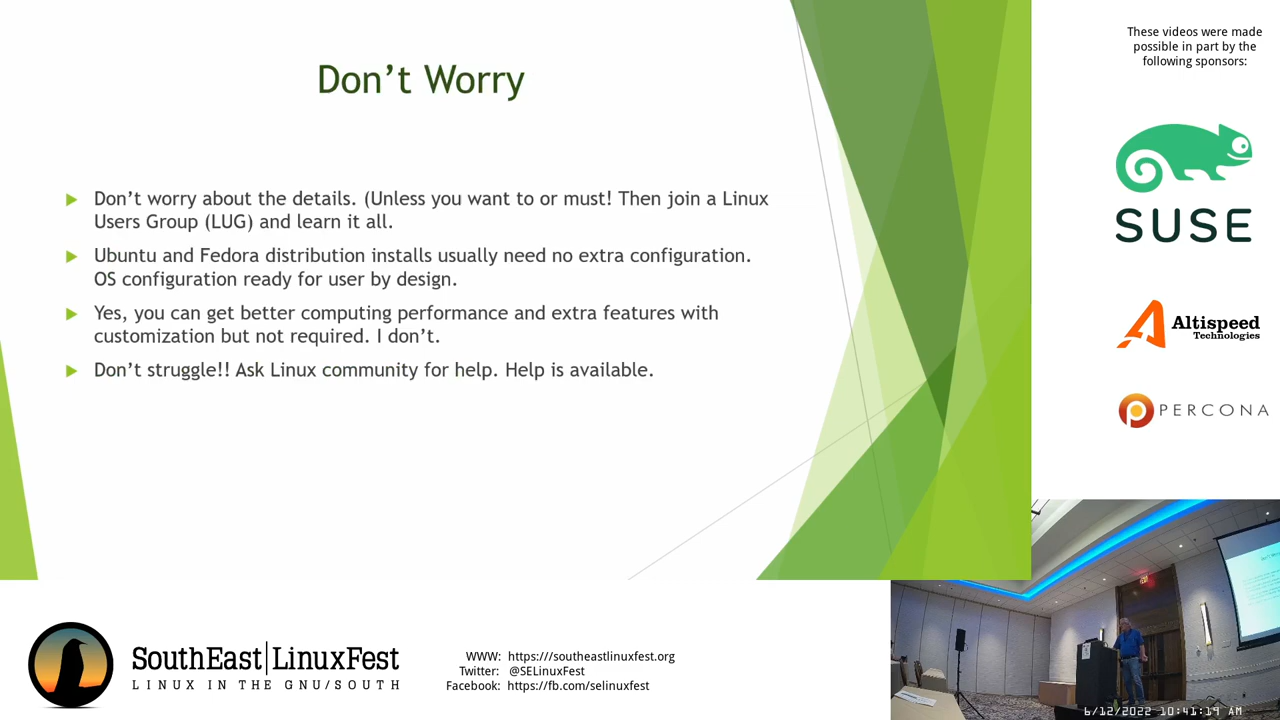 Don’t Worry
Don’t worry about the details. (Unless you want to or must! Then join a Linux
Users Group (LUG) and learn it all.
Ubuntu and Fedora distribution installs usually need no extra configuration.
OS configuration ready for user by design.
Yes, you can get better computing performance and extra features with
customization but not required. I don’t.
Don’t struggle!! Ask Linux community for help. Help is available.
These videos were made
possible in part by the
following sponsors:
SUSE
Altispeed
Technologies
PERCONA
SouthEast|LinuxFest
LINUX IN THE GNU/SOUTH
WWW: https:///southeastlinuxfest.org
Twitter: @SELinuxFest
Facebook: https://fb.com/selinuxfest
6/12/2022 10:41:19 AM